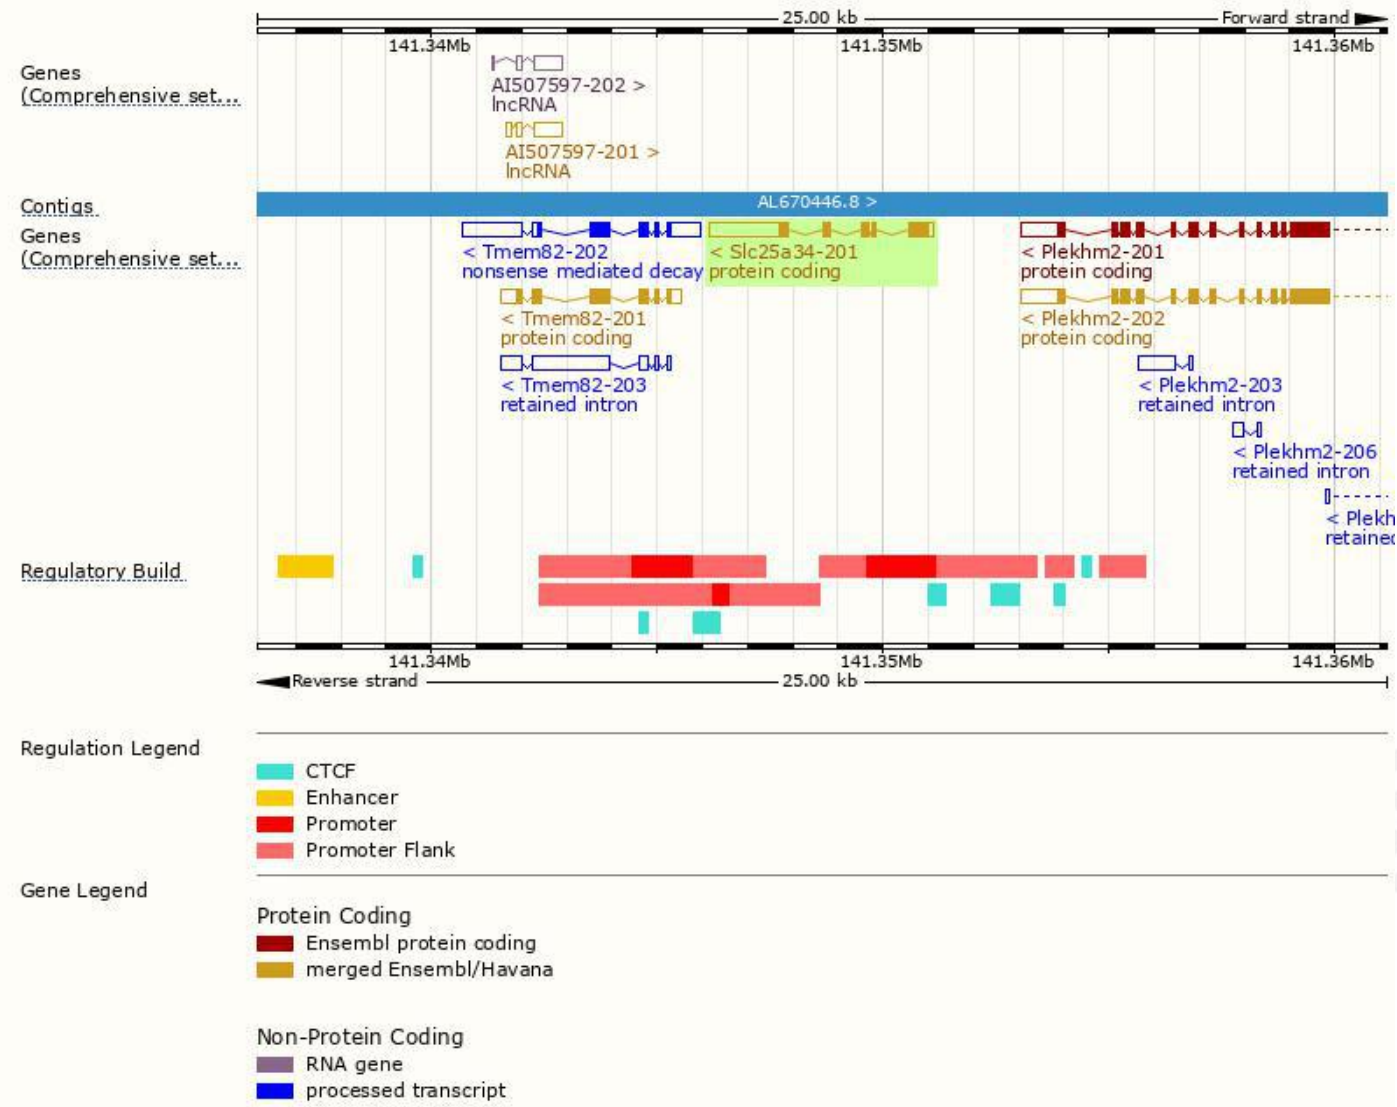 25.00 kb
Forward strand
141.34Mb 141.35Mb 141.36Mb
Genes
(Comprehensive set...
AI507597-202 >
lncRNA
AI507597-201 >
lncRNA
Contigs
AL670446.8 >
Genes
(Comprehensive set...
< Tmem82-202
nonsense mediated decay
< Slc25a34-201
protein coding
< Plekhm2-201
protein coding
< Tmem82-201
protein coding
< Plekhm2-202
protein coding
< Tmem82-203
retained intron
< Plekhm2-203
retained intron
< Plekhm2-206
retained intron
< Plekh
retained
Regulatory Build
141.34Mb 141.35Mb 141.36Mb
Reverse strand
25.00 kb
Regulation Legend
CTCF
Enhancer
Promoter
Promoter Flank
Gene Legend
Protein Coding
Ensembl protein coding
merged Ensembl/Havana
Non-Protein Coding
RNA gene
processed transcript